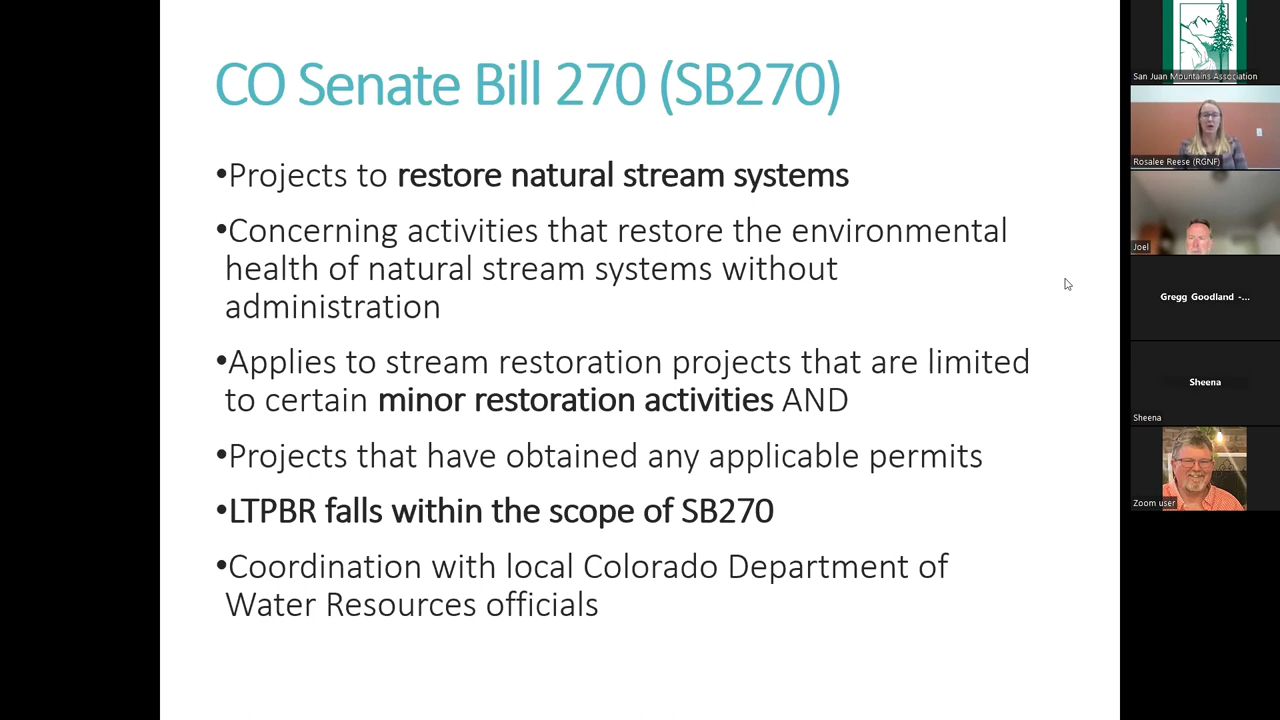 CO Senate Bill 270 (SB270)
•Projects to restore natural stream systems
•Concerning activities that restore the environmental
health of natural stream systems without
administration
•Applies to stream restoration projects that are limited
to certain minor restoration activities AND
•Projects that have obtained any applicable permits
•LTPBR falls within the scope of SB270
•Coordination with local Colorado Department of
Water Resources officials
San Juan Mountains Association
Rosalee Reese (RGNF)
Joel
Gregg Goodland -...
Sheena
Sheena
Zoom user